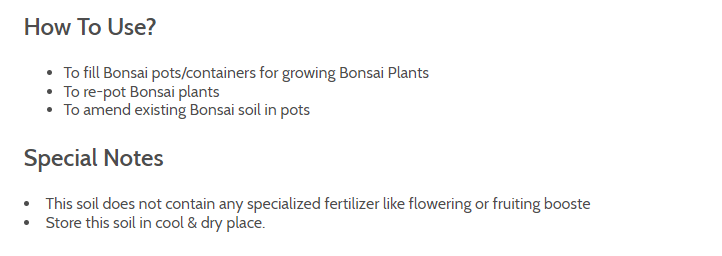 How To Use?
To fill Bonsai pots/containers for growing Bonsai Plants
To re-pot Bonsai plants
To amend existing Bonsai soil in pots
Special Notes
This soil does not contain any specialized fertilizer like flowering or fruiting booste
Store this soil in cool & dry place.